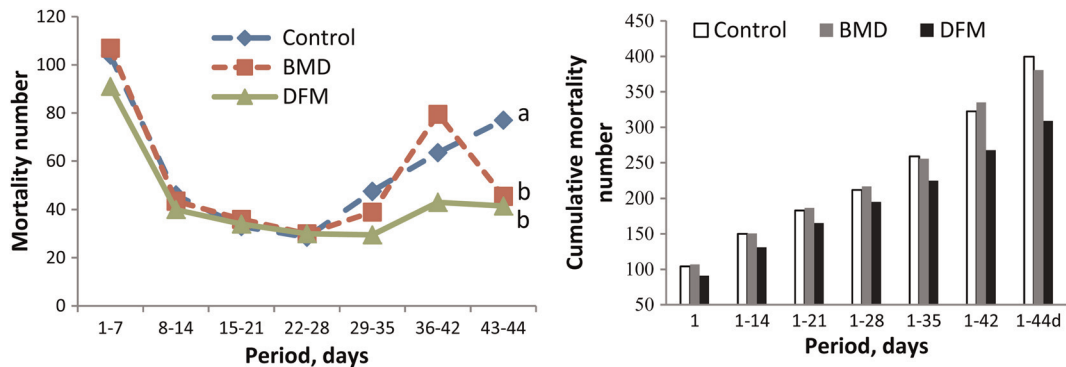 120
100
80
60
40
20
0
Mortality number
Control
BMD
DFM
a
b
b
1-7 8-14 15-21 22-28 29-35 36-42 43-44
Period, days
450
400
350
300
250
200
150
100
50
Cumulative mortality
number
Control BMD DFM
1 1-14 1-21 1-28 1-35 1-42 1-44d
Period, days